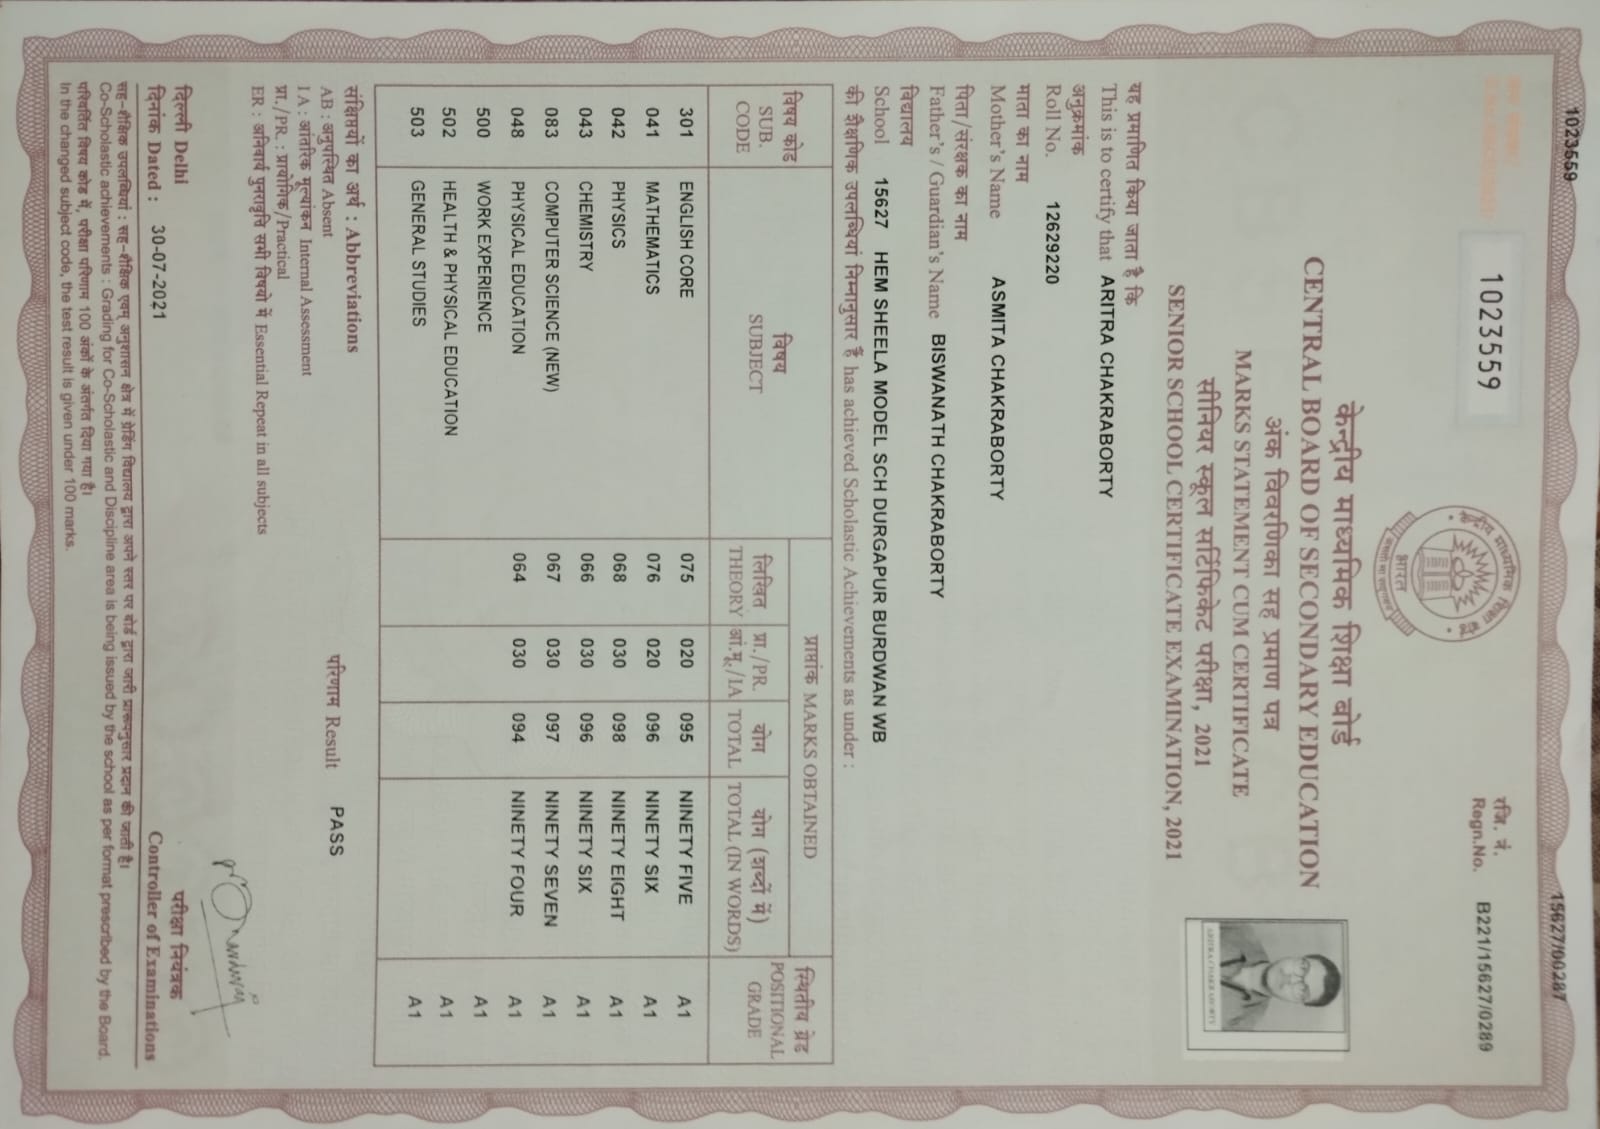 1023559
15627/00287
1023559
रजि. नं.
Regn.No. B221/15627/0289
केन्द्रीय माध्यमिक शिक्षा बोर्ड
भारत
केन्द्रीय माध्यमिक शिक्षा बोर्ड
CENTRAL BOARD OF SECONDARY EDUCATION
अंक विवरणिका सह प्रमाण पत्र
MARKS STATEMENT CUM CERTIFICATE
सीनियर स्कूल सर्टिफिकेट परीक्षा, 2021
SENIOR SCHOOL CERTIFICATE EXAMINATION, 2021
ARITRA CHAKRABORTY
यह प्रमाणित किया जाता है कि
This is to certify that ARITRA CHAKRABORTY
अनुक्रमांक
Roll No. 12629220
माता का नाम
Mother's Name ASMITA CHAKRABORTY
पिता/संरक्षक का नाम
Father's / Guardian's Name BISWANATH CHAKRABORTY
विद्यालय
School 15627 HEM SHEELA MODEL SCH DURGAPUR BURDWAN WB
की शैक्षणिक उपलब्धियां निम्नानुसार हैं has achieved Scholastic Achievements as under :
विषय कोड
SUB.
CODE
विषय
SUBJECT
प्राप्तांक MARKS OBTAINED
लिखित
THEORY
प्रा./PR.
आं.मू./IA
योग
TOTAL
योग (शब्दों में)
TOTAL (IN WORDS)
स्थितीय ग्रेड
POSITIONAL
GRADE
301 ENGLISH CORE 075 020 095 NINETY FIVE A1
041 MATHEMATICS 076 020 096 NINETY SIX A1
042 PHYSICS 068 030 098 NINETY EIGHT A1
043 CHEMISTRY 066 030 096 NINETY SIX A1
083 COMPUTER SCIENCE (NEW) 067 030 097 NINETY SEVEN A1
048 PHYSICAL EDUCATION 064 030 094 NINETY FOUR A1
500 WORK EXPERIENCE A1
502 HEALTH & PHYSICAL EDUCATION A1
503 GENERAL STUDIES A1
संक्षिप्तयों का अर्थ : Abbreviations
AB : अनुपस्थित Absent
I A : आंतरिक मूल्यांकन Internal Assessment
प्रा./PR. : प्रायोगिक/Practical
ER : अनिवार्य पुनरावृत्ति सभी विषयो में Essential Repeat in all subjects
परिणाम Result PASS
दिल्ली Delhi
दिनांक Dated : 30-07-2021
परीक्षा नियंत्रक
Controller of Examinations
सह-शैक्षिक उपलब्धियां : सह-शैक्षिक एवम् अनुशासन क्षेत्र में ग्रेडिंग विद्यालय द्वारा अपने स्तर पर बोर्ड द्वारा जारी प्रारूपनुसार प्रदान की जाती है।
Co-Scholastic achievements : Grading for Co-Scholastic and Discipline area is being issued by the school as per format prescribed by the Board.
परिवर्तित विषय कोड में, परीक्षा परिणाम 100 अंकों के अंतर्गत दिया गया है।
In the changed subject code, the test result is given under 100 marks.